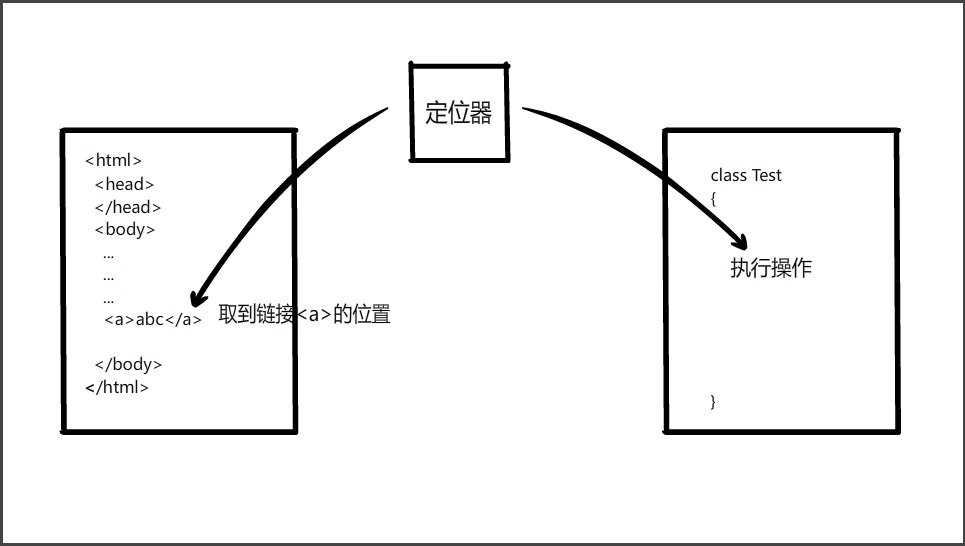 定位器
<html>
<head>
</head>
<body>
...
...
...
<a>abc</a>
取到链接<a>的位置
</body>
</html>
class Test
{
执行操作
}